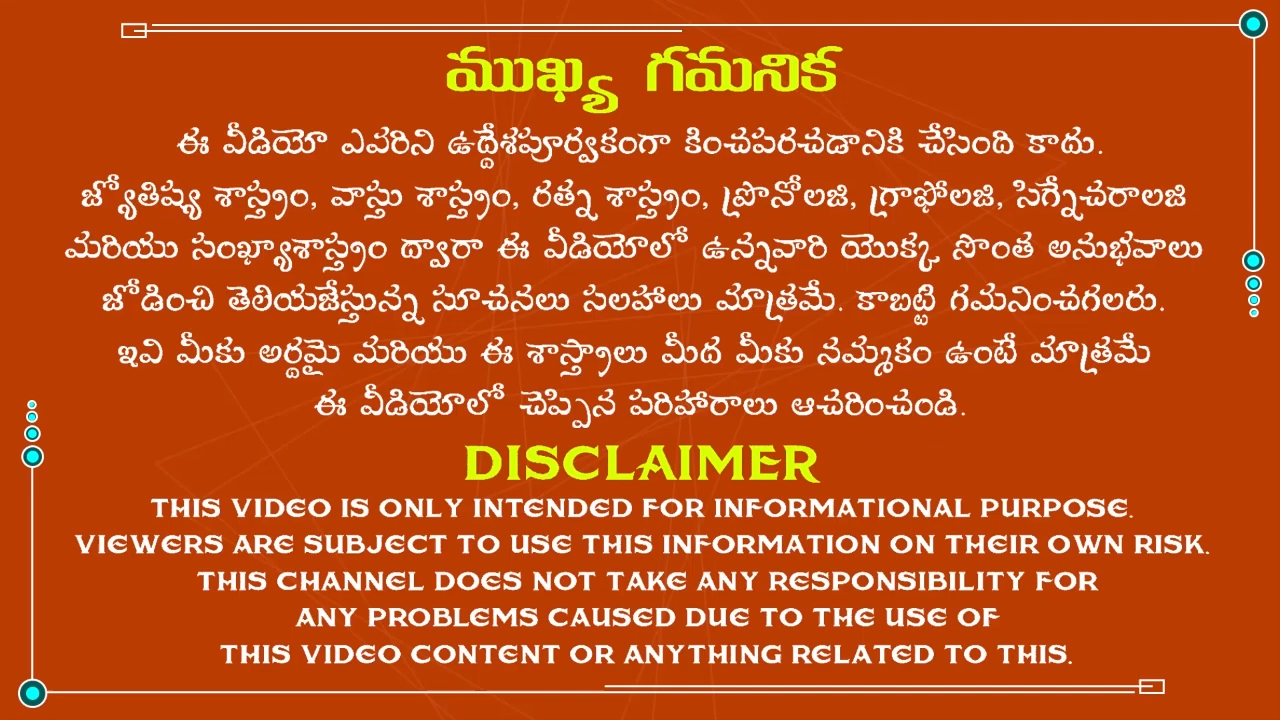 ముఖ్య గమనిక
ఈ వీడియో ఎవరిని ఉద్దేశపూర్వకంగా కించపరచడానికి చేసింది కాదు.
జ్యోతిష్య శాస్త్రం, వాస్తు శాస్త్రం, రత్న శాస్త్రం, ప్రొనోలజి, గ్రాఫోలజి, సిగ్నేచరాలజి
మరియు సంఖ్యాశాస్త్రం ద్వారా ఈ వీడియోలో ఉన్నవారి యొక్క సొంత అనుభవాలు
జోడించి తెలియజేస్తున్న సూచనలు సలహాలు మాత్రమే. కాబట్టి గమనించగలరు.
ఇవి మీకు అర్ధమై మరియు ఈ శాస్త్రాలు మీద మీకు నమ్మకం ఉంటే మాత్రమే
ఈ వీడియోలో చెప్పిన పరిహారాలు ఆచరించండి.
DISCLAIMER
THIS VIDEO IS ONLY INTENDED FOR INFORMATIONAL PURPOSE.
VIEWERS ARE SUBJECT TO USE THIS INFORMATION ON THEIR OWN RISK.
THIS CHANNEL DOES NOT TAKE ANY RESPONSIBILITY FOR
ANY PROBLEMS CAUSED DUE TO THE USE OF
THIS VIDEO CONTENT OR ANYTHING RELATED TO THIS.